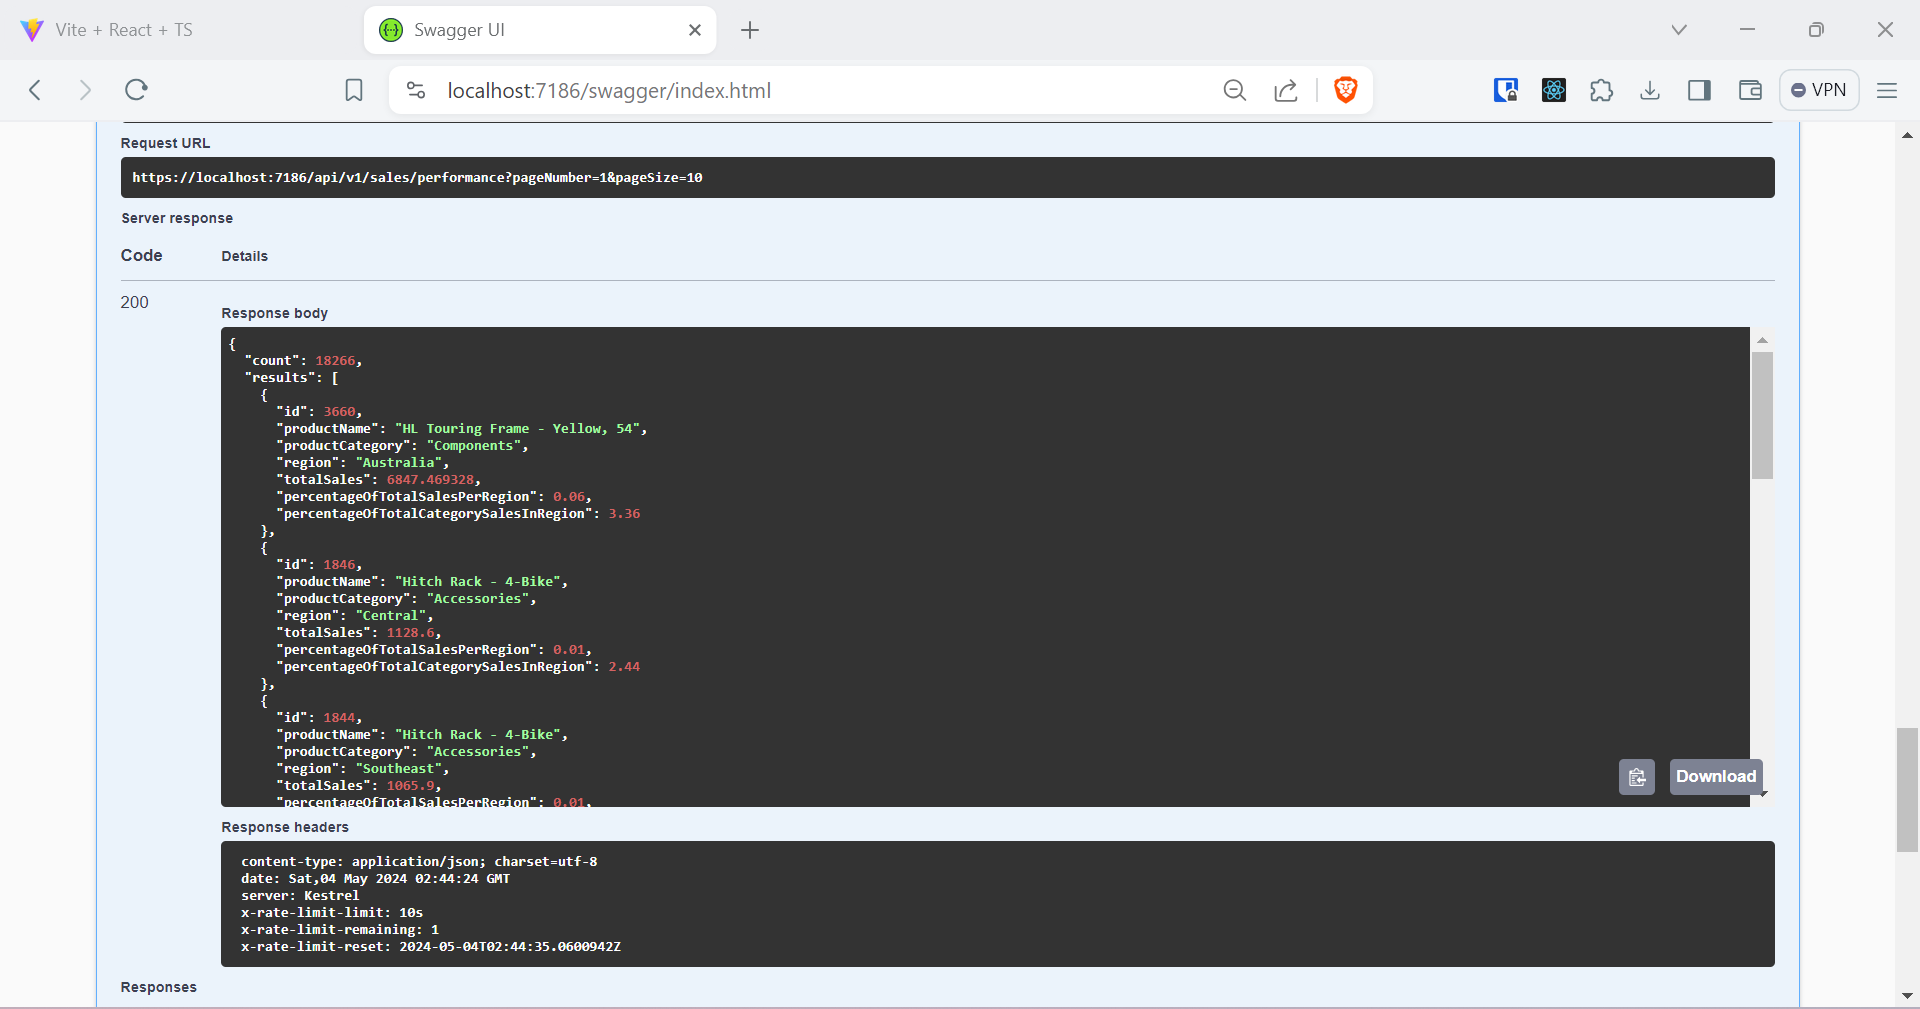 Vite + React + TS
Swagger UI
localhost:7186/swagger/index.html
VPN
Request URL
https://localhost:7186/api/v1/sales/performance?pageNumber=1&pageSize=10
Server response
Code Details
200
Response body
{
"count": 18266,
"results": [
{
"id": 3660,
"productName": "HL Touring Frame - Yellow, 54",
"productCategory": "Components",
"region": "Australia",
"totalSales": 6847.469328,
"percentageOfTotalSalesPerRegion": 0.06,
"percentageOfTotalCategorySalesInRegion": 3.36
},
{
"id": 1846,
"productName": "Hitch Rack - 4-Bike",
"productCategory": "Accessories",
"region": "Central",
"totalSales": 1128.6,
"percentageOfTotalSalesPerRegion": 0.01,
"percentageOfTotalCategorySalesInRegion": 2.44
},
{
"id": 1844,
"productName": "Hitch Rack - 4-Bike",
"productCategory": "Accessories",
"region": "Southeast",
"totalSales": 1065.9,
"percentageOfTotalSalesPerRegion": 0.01,
Download
Response headers
content-type: application/json; charset=utf-8
date: Sat,04 May 2024 02:44:24 GMT
server: Kestrel
x-rate-limit-limit: 10s
x-rate-limit-remaining: 1
x-rate-limit-reset: 2024-05-04T02:44:35.0600942Z
Responses